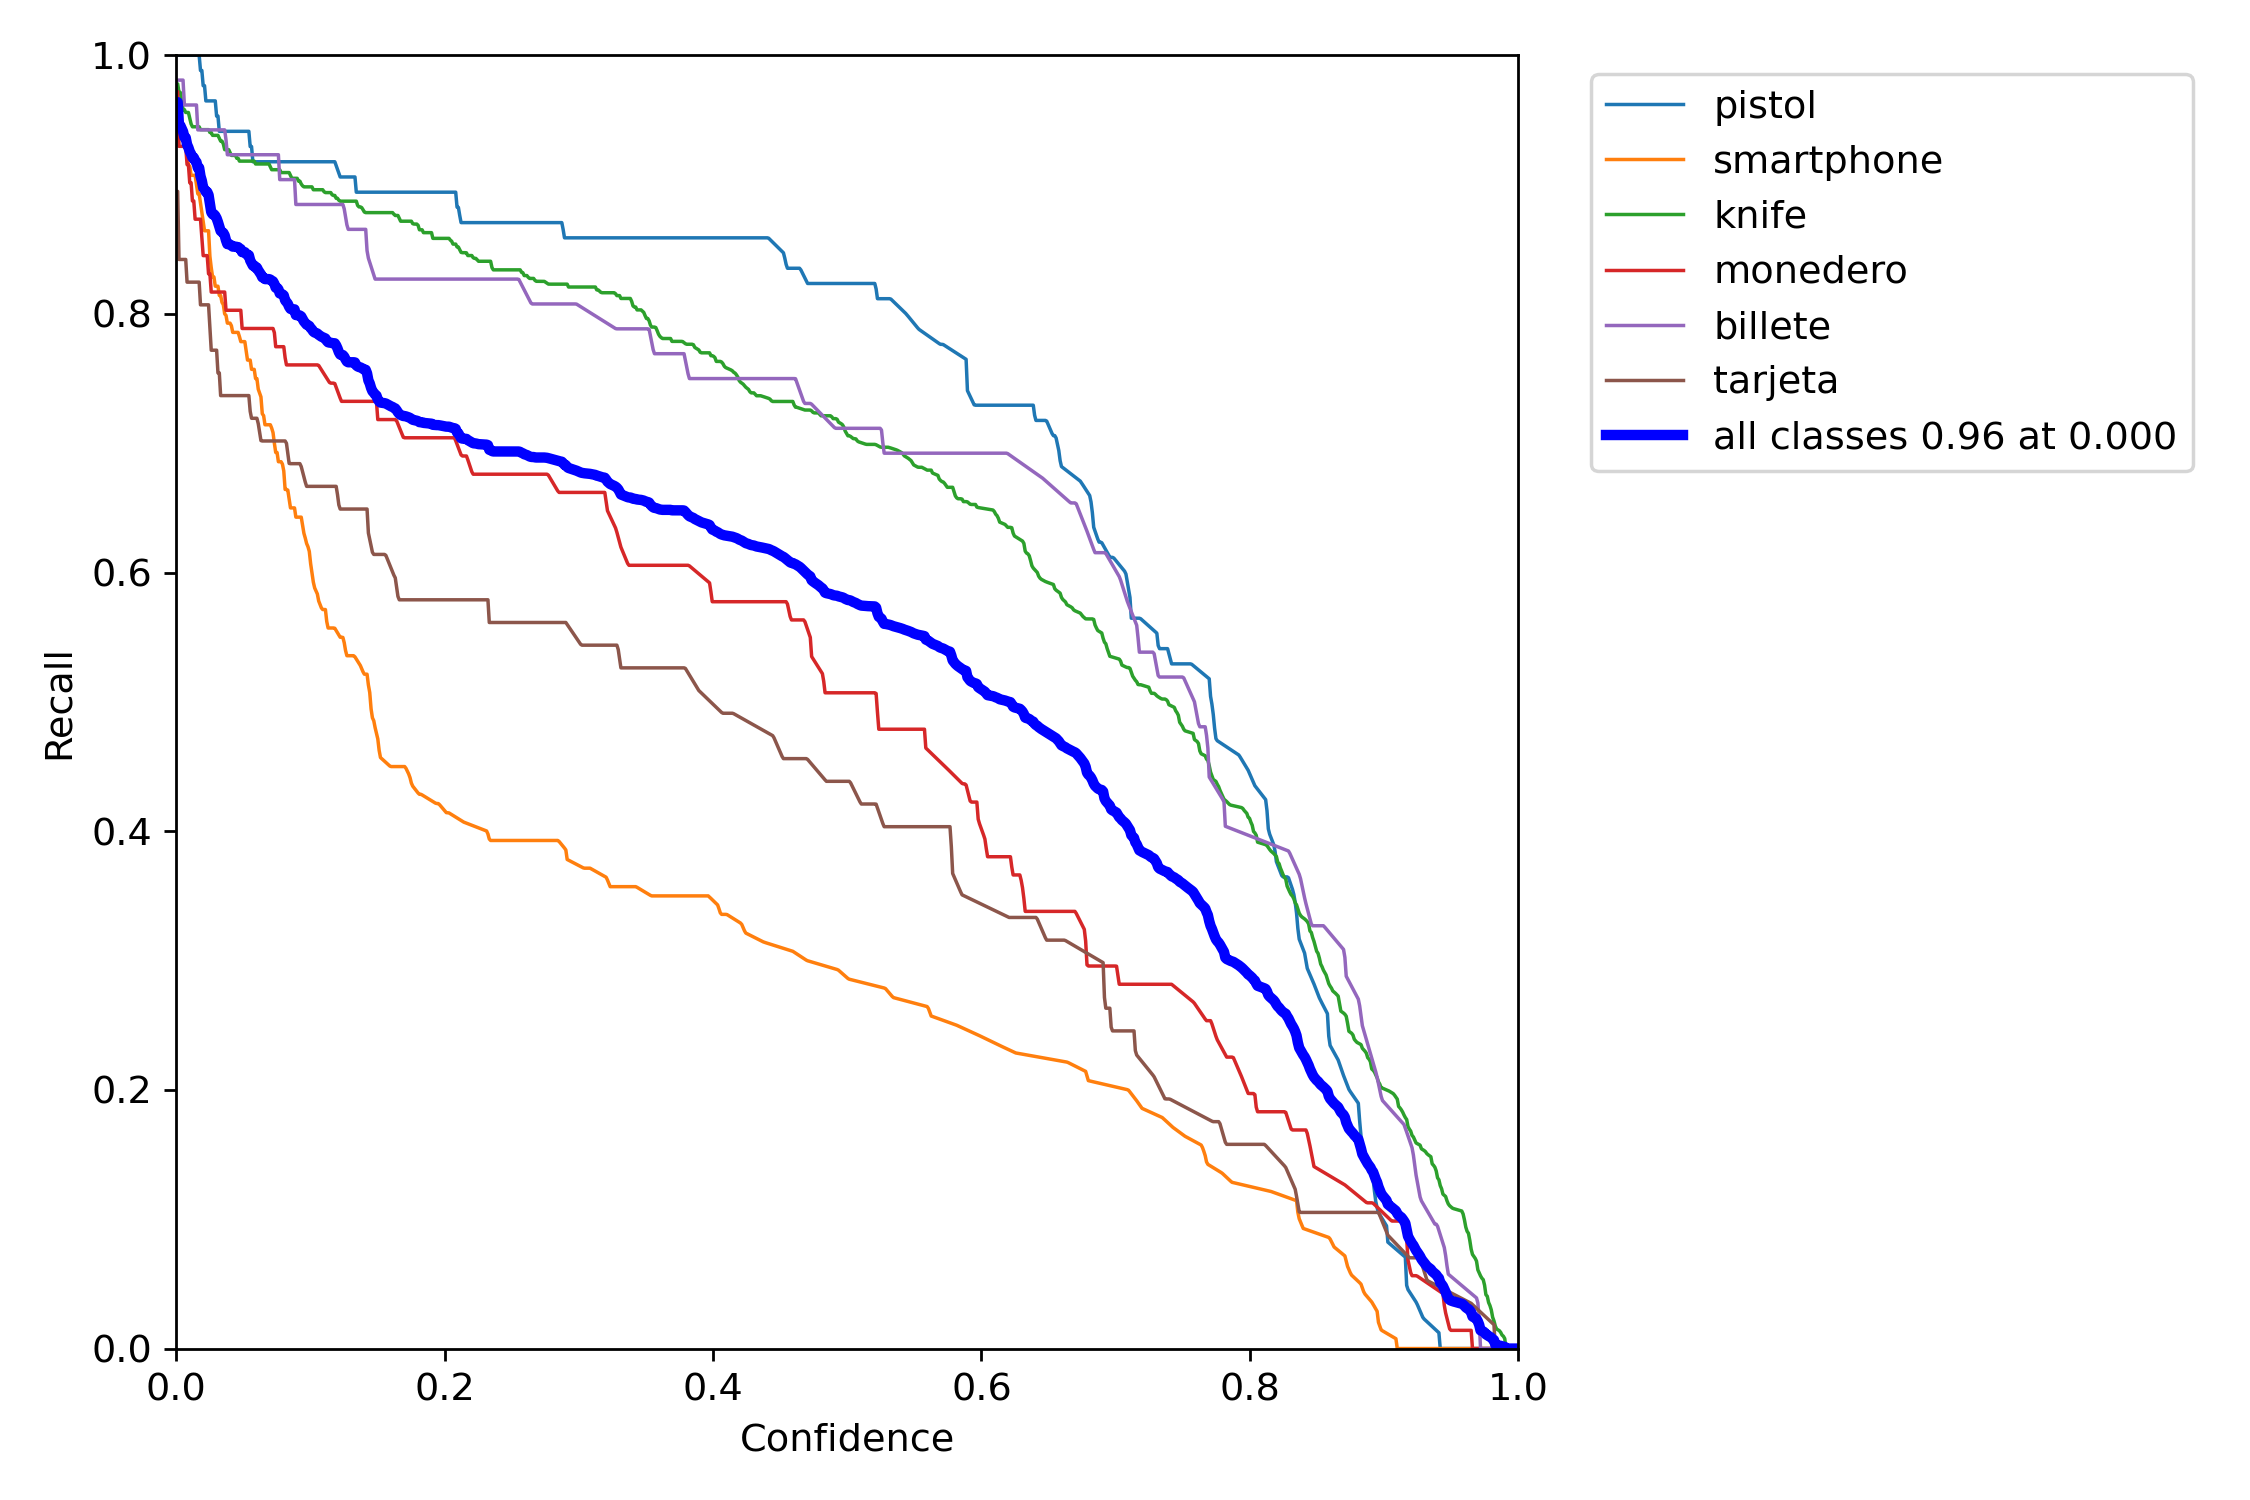 1.0
0.8
0.6
0.4
0.2
0.0
0.0 0.2 0.4 0.6 0.8 1.0
Recall
Confidence
pistol
smartphone
knife
monedero
billete
tarjeta
all classes 0.96 at 0.000